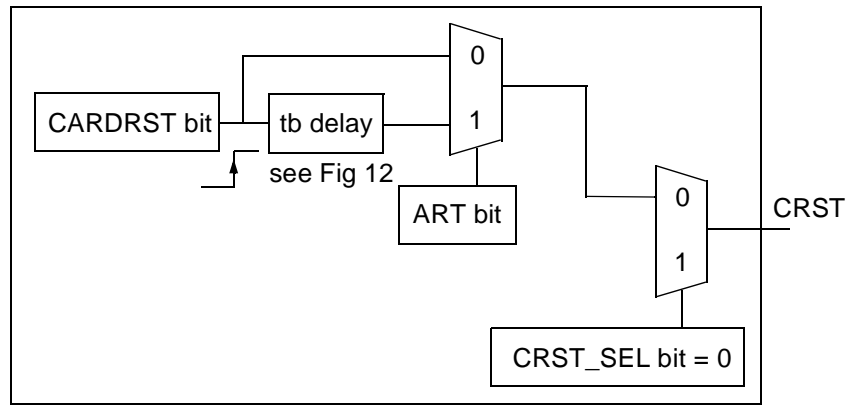 0
CARDRST bit
tb delay
1
see Fig 12
ART bit
0
CRST
1
CRST_SEL bit = 0